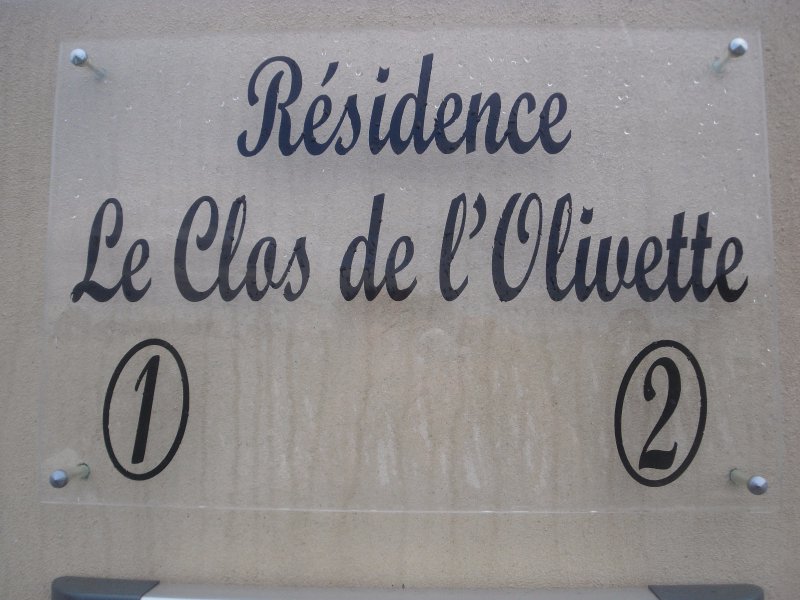 Résidence
Le Clos de l'Olivette
1 2